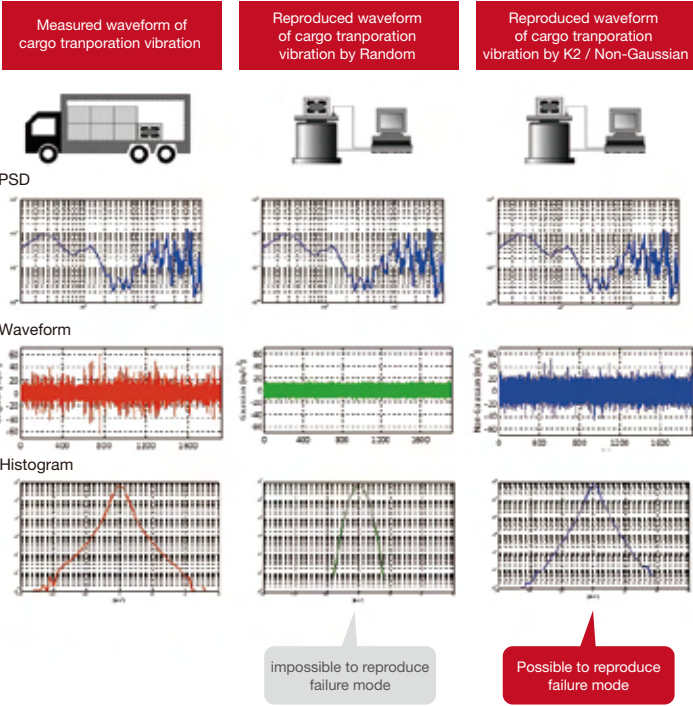 Measured waveform of
cargo tranporation vibration
Reproduced waveform
of cargo tranporation
vibration by Random
Reproduced waveform
of cargo tranporation
vibration by K2 / Non-Gaussian
PSD
Waveform
60
40
20
0
-20
-40
-60
0 400 800 1200 1600
Gaussian [m/s²]
60
40
20
0
-20
-40
-60
0 400 800 1200 1600
Non-Gaussian [m/s²]
60
40
20
0
-20
-40
-60
0 400 800 1200 1600
Histogram
impossible to reproduce
failure mode
Possible to reproduce
failure mode